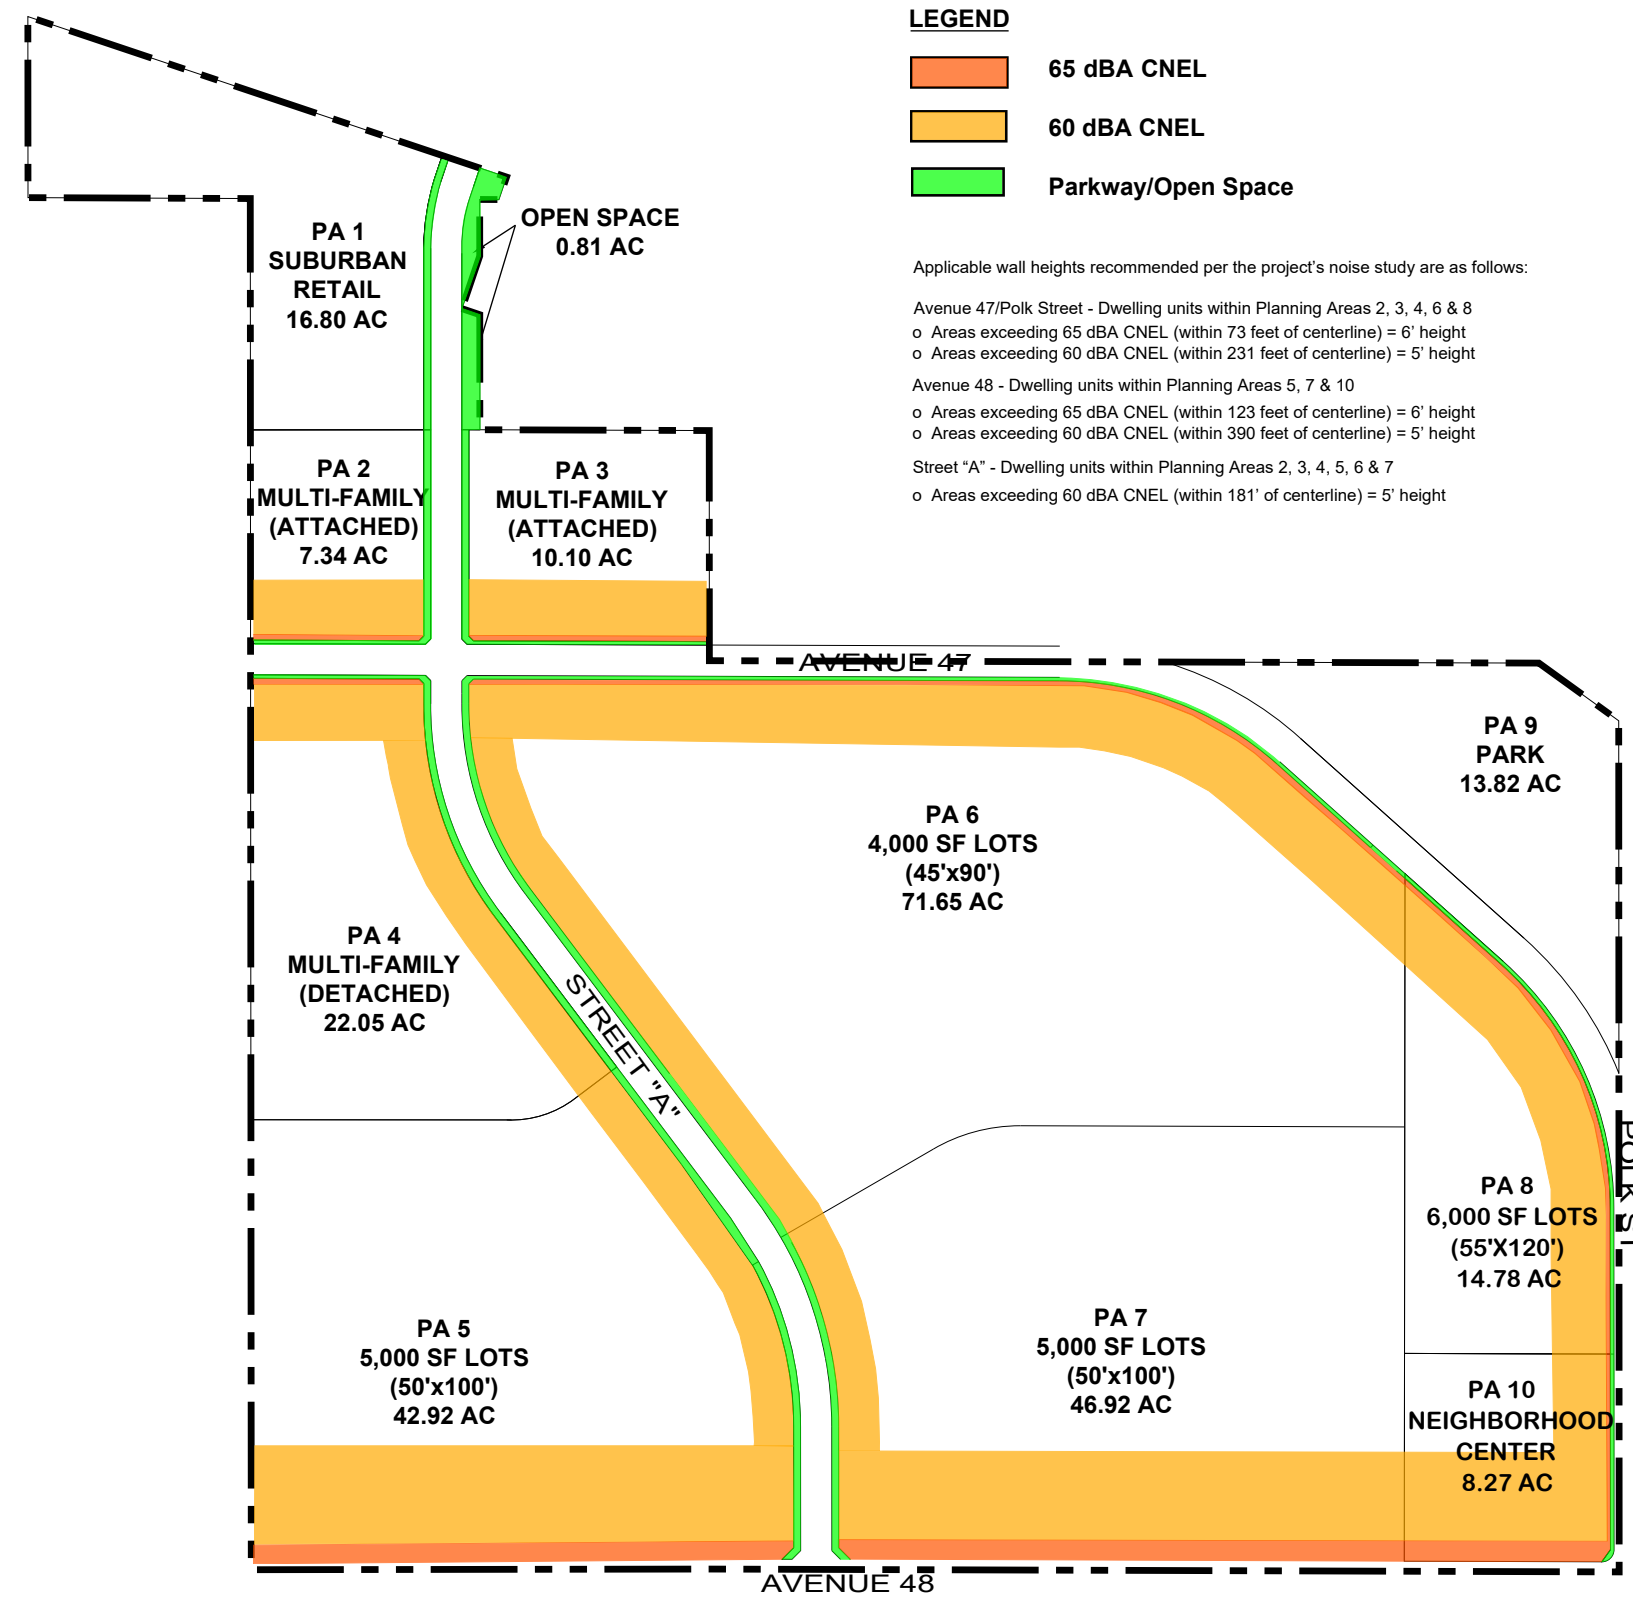 LEGEND
65 dBA CNEL
60 dBA CNEL
Parkway/Open Space
Applicable wall heights recommended per the project's noise study are as follows:
Avenue 47/Polk Street - Dwelling units within Planning Areas 2, 3, 4, 6 & 8
o Areas exceeding 65 dBA CNEL (within 73 feet of centerline) = 6' height
o Areas exceeding 60 dBA CNEL (within 231 feet of centerline) = 5' height
Avenue 48 - Dwelling units within Planning Areas 5, 7 & 10
o Areas exceeding 65 dBA CNEL (within 123 feet of centerline) = 6' height
o Areas exceeding 60 dBA CNEL (within 390 feet of centerline) = 5' height
Street “A” - Dwelling units within Planning Areas 2, 3, 4, 5, 6 & 7
o Areas exceeding 60 dBA CNEL (within 181' of centerline) = 5' height
PA 1
SUBURBAN
RETAIL
16.80 AC
OPEN SPACE
0.81 AC
PA 2
MULTI-FAMILY
(ATTACHED)
7.34 AC
PA 3
MULTI-FAMILY
(ATTACHED)
10.10 AC
AVENUE 47
PA 9
PARK
13.82 AC
PA 6
4,000 SF LOTS
(45'x90')
71.65 AC
PA 4
MULTI-FAMILY
(DETACHED)
22.05 AC
STREET "A"
POLK ST
PA 8
6,000 SF LOTS
(55'X120')
14.78 AC
PA 5
5,000 SF LOTS
(50'x100')
42.92 AC
PA 7
5,000 SF LOTS
(50'x100')
46.92 AC
PA 10
NEIGHBORHOOD
CENTER
8.27 AC
AVENUE 48